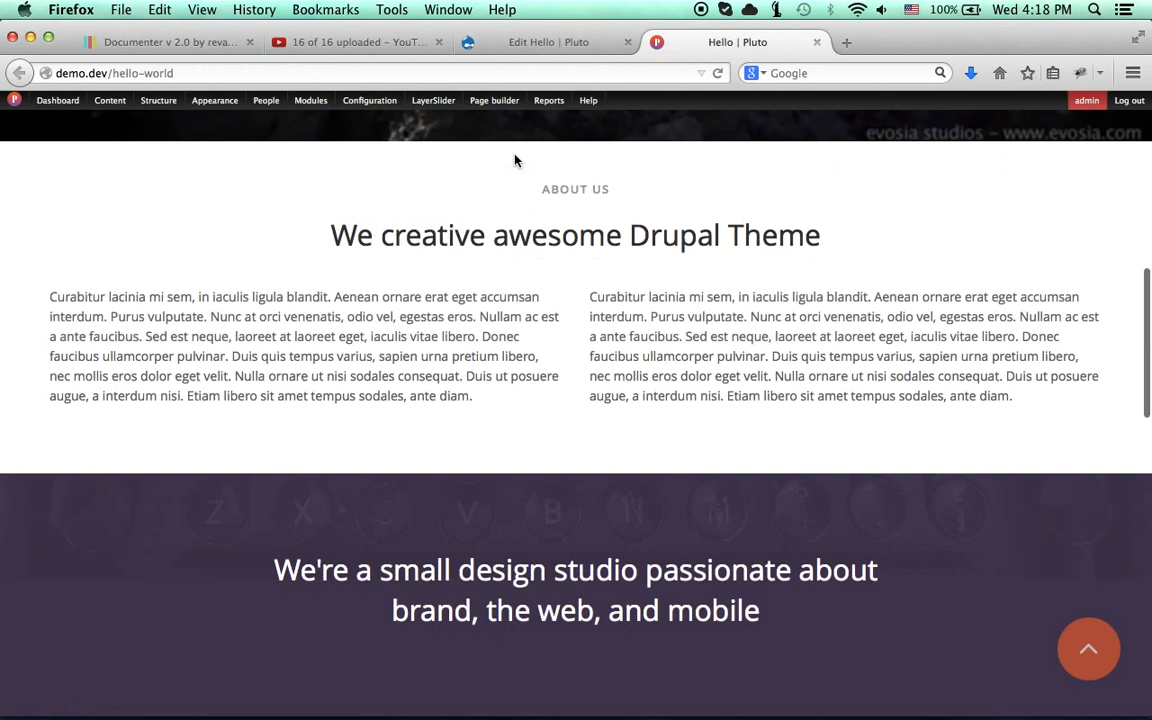 Firefox File Edit View History Bookmarks Tools Window Help 100% Wed 4:18 PM
Documenter v 2.0 by reva... 16 of 16 uploaded – YouT... Edit Hello | Pluto Hello | Pluto
demo.dev/hello-world Google
Dashboard Content Structure Appearance People Modules Configuration LayerSlider Page builder Reports Help admin Log out
evosia studios – www.evosia.com
ABOUT US
We creative awesome Drupal Theme
Curabitur lacinia mi sem, in iaculis ligula blandit. Aenean ornare erat eget accumsan
interdum. Purus vulputate. Nunc at orci venenatis, odio vel, egestas eros. Nullam ac est
a ante faucibus. Sed est neque, laoreet at laoreet eget, iaculis vitae libero. Donec
faucibus ullamcorper pulvinar. Duis quis tempus varius, sapien urna pretium libero,
nec mollis eros dolor eget velit. Nulla ornare ut nisi sodales consequat. Duis ut posuere
augue, a interdum nisi. Etiam libero sit amet tempus sodales, ante diam.
Curabitur lacinia mi sem, in iaculis ligula blandit. Aenean ornare erat eget accumsan
interdum. Purus vulputate. Nunc at orci venenatis, odio vel, egestas eros. Nullam ac est
a ante faucibus. Sed est neque, laoreet at laoreet eget, iaculis vitae libero. Donec
faucibus ullamcorper pulvinar. Duis quis tempus varius, sapien urna pretium libero,
nec mollis eros dolor eget velit. Nulla ornare ut nisi sodales consequat. Duis ut posuere
augue, a interdum nisi. Etiam libero sit amet tempus sodales, ante diam.
Z X C V B N M
We're a small design studio passionate about
brand, the web, and mobile